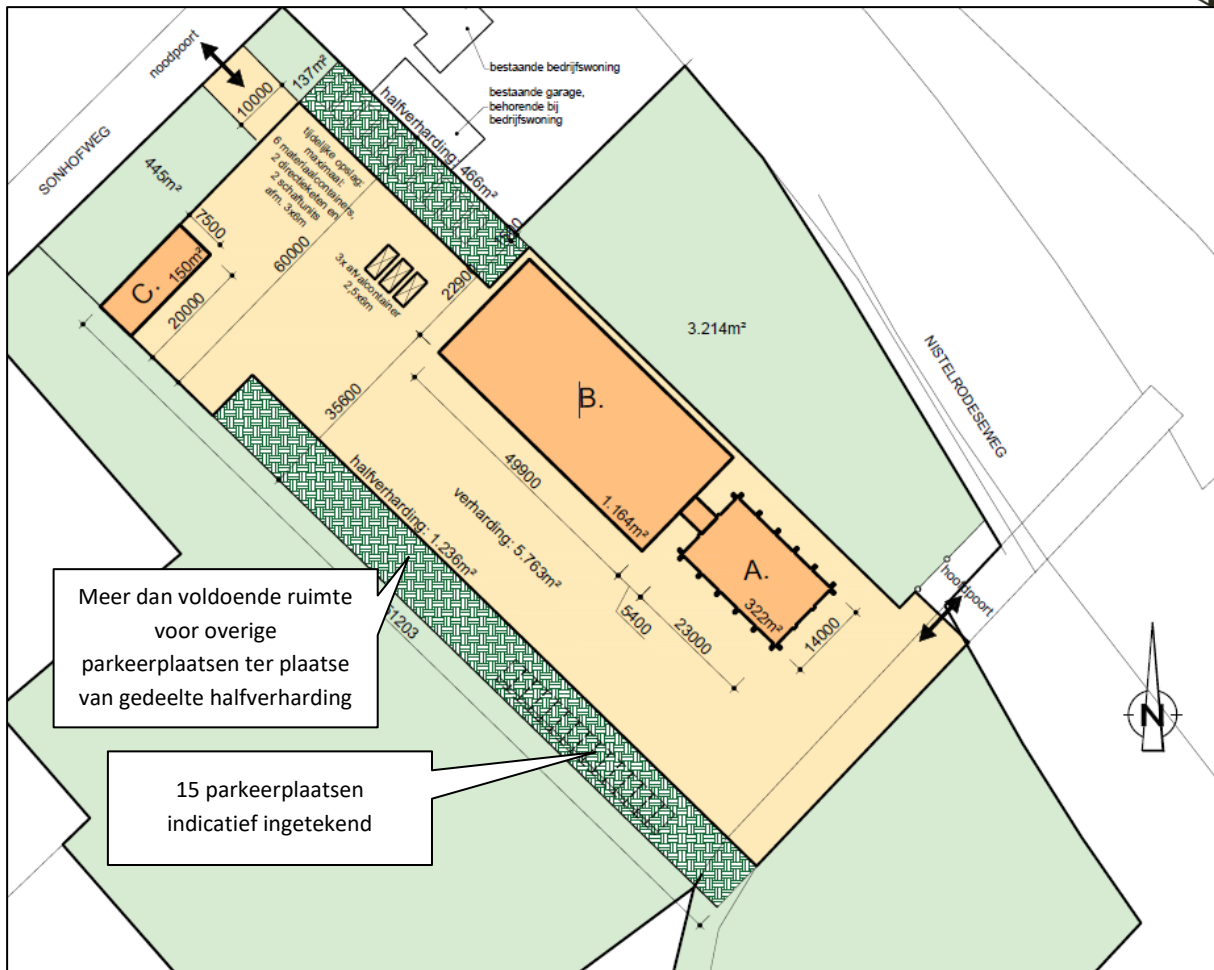 noodpoort
10000
137m²
SONHOFWEG
445m²
bestaande bedrijfswoning
bestaande garage,
behorende bij
bedrijfswoning
halfverharding: 466m²
tijdelijke opslag:
maximaal:
6 materiaalcontainers,
2 directieketen en
2 schaftunits
afm. 3x6m
7500
C.
150m²
20000
60000
3x afvalcontainer
2,5x6m
2290
3.214m²
NISTELRODESEWEG
B.
35600
49900
1.164m²
halfverharding: 1.236m²
verharding: 5.763m²
A.
322m²
5400
23000
14000
hoofdpoort
Meer dan voldoende ruimte
voor overige
parkeerplaatsen ter plaatse
van gedeelte halfverharding
61203
15 parkeerplaatsen
indicatief ingetekend
N